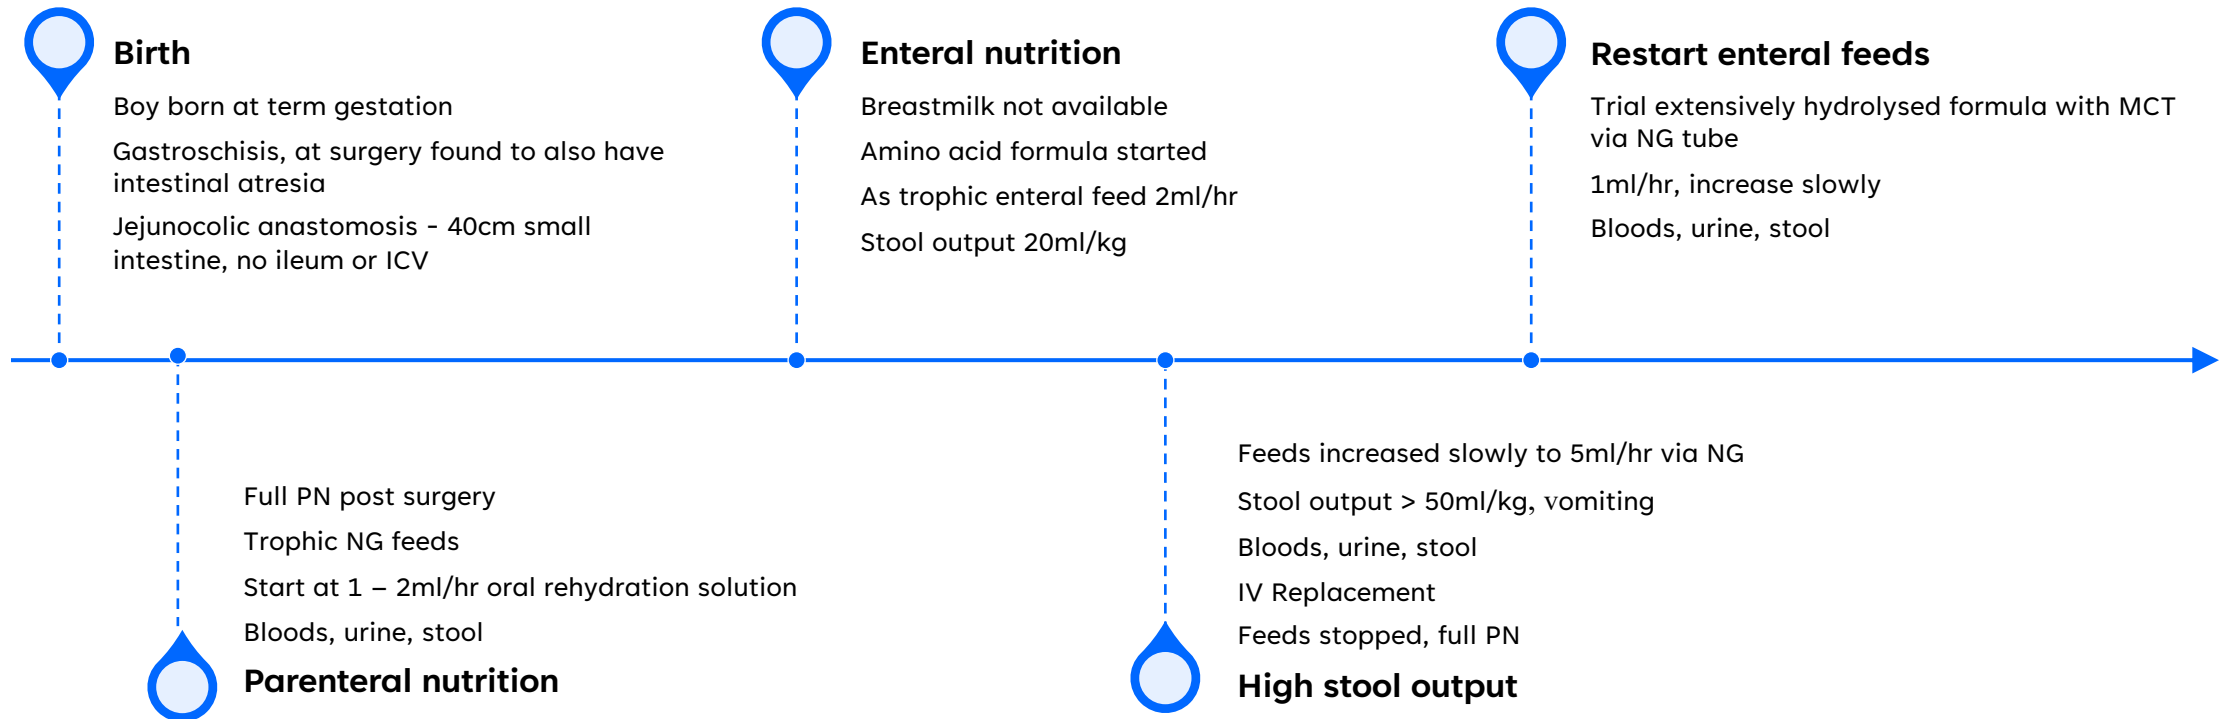 Birth
Boy born at term gestation
Gastroschisis, at surgery found to also have
intestinal atresia
Jejunocolic anastomosis - 40cm small
intestine, no ileum or ICV
Full PN post surgery
Trophic NG feeds
Start at 1 – 2ml/hr oral rehydration solution
Bloods, urine, stool
Parenteral nutrition
Enteral nutrition
Breastmilk not available
Amino acid formula started
As trophic enteral feed 2ml/hr
Stool output 20ml/kg
Feeds increased slowly to 5ml/hr via NG
Stool output > 50ml/kg, vomiting
Bloods, urine, stool
IV Replacement
Feeds stopped, full PN
High stool output
Restart enteral feeds
Trial extensively hydrolysed formula with MCT
via NG tube
1ml/hr, increase slowly
Bloods, urine, stool